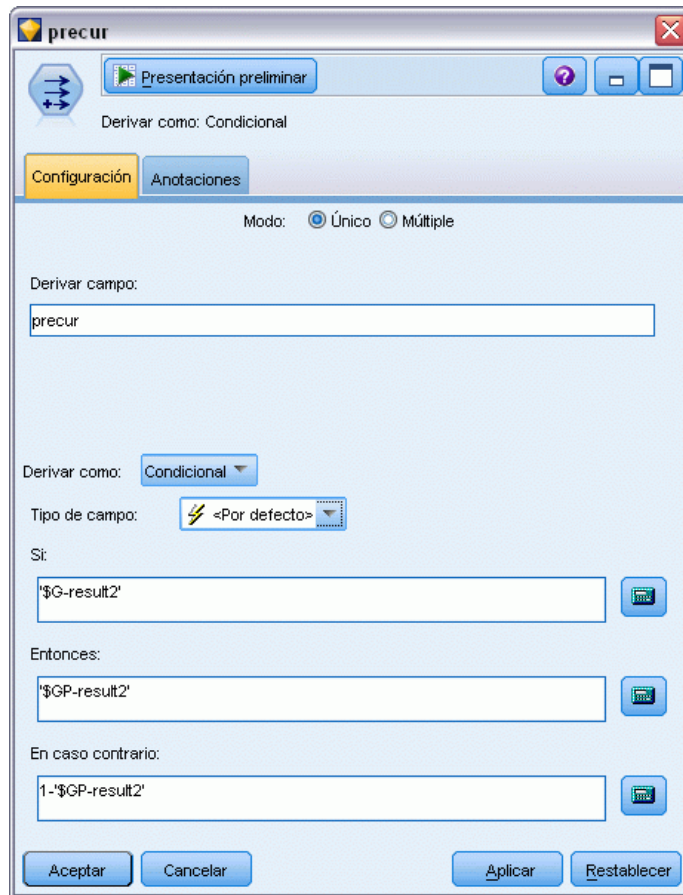 precur
Presentación preliminar
Derivar como: Condicional
Configuración Anotaciones
Modo: Único Múltiple
Derivar campo:
precur
Derivar como: Condicional
Tipo de campo: <Por defecto>
Si:
'$G-result2'
Entonces:
'$GP-result2'
En caso contrario:
1-'$GP-result2'
Aceptar Cancelar Aplicar Restablecer